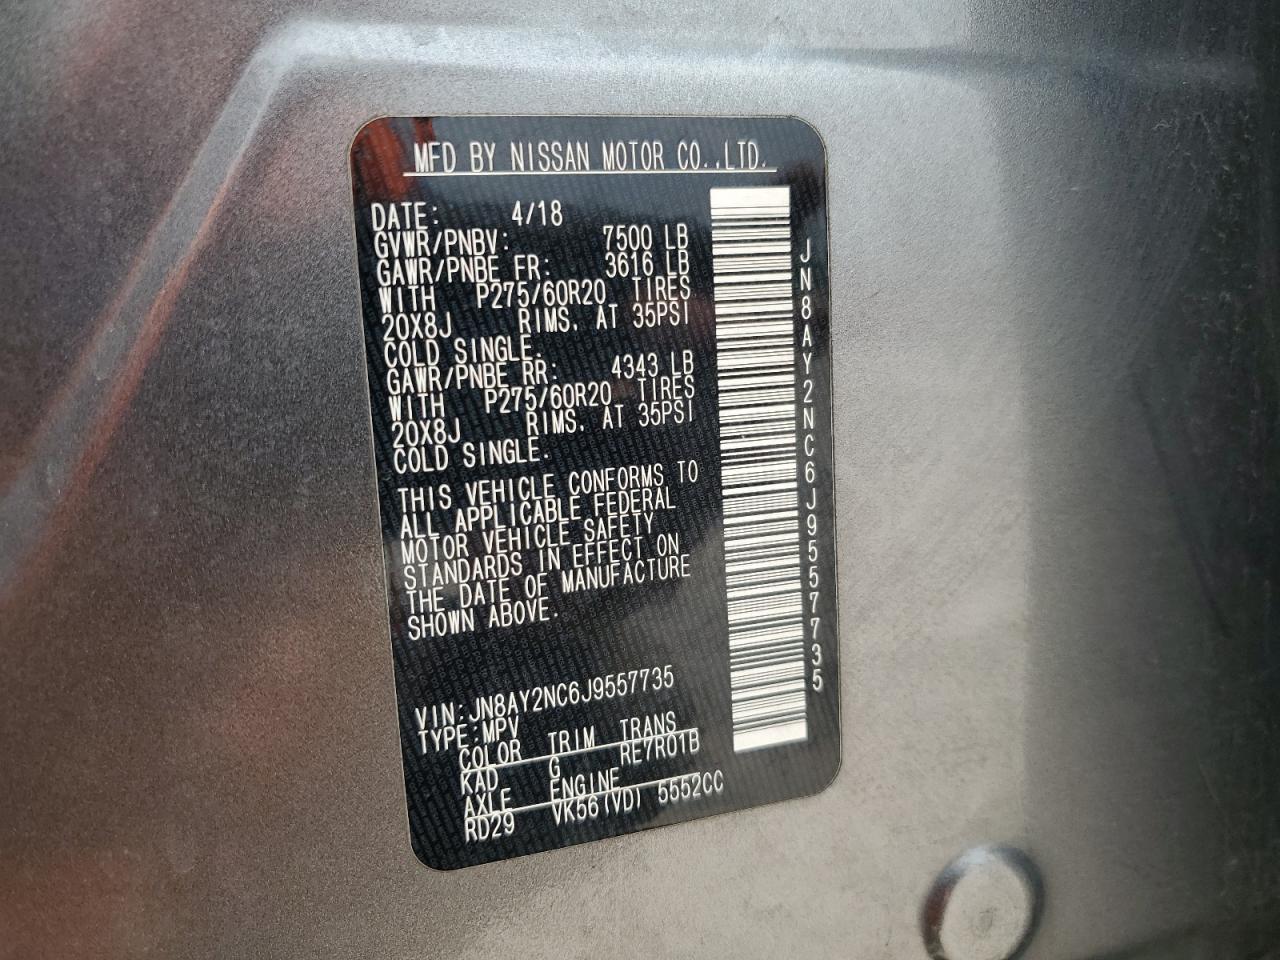 MFD BY NISSAN MOTOR CO.,LTD.
DATE: 4/18
GVWR/PNBV: 7500 LB
GAWR/PNBE FR: 3616 LB
WITH P275/60R20 TIRES
20X8J RIMS. AT 35PSI
COLD SINGLE.
GAWR/PNBE RR: 4343 LB
WITH P275/60R20 TIRES
20X8J RIMS. AT 35PSI
COLD SINGLE.
THIS VEHICLE CONFORMS TO
ALL APPLICABLE FEDERAL
MOTOR VEHICLE SAFETY
STANDARDS IN EFFECT ON
THE DATE OF MANUFACTURE
SHOWN ABOVE.
VIN:JN8AY2NC6J9557735
TYPE:MPV
COLOR TRIM TRANS
KAD G RE7R01B
AXLE ENGINE
RD29 VK56(VD) 5552CC
JN8AY2NC6J9557735